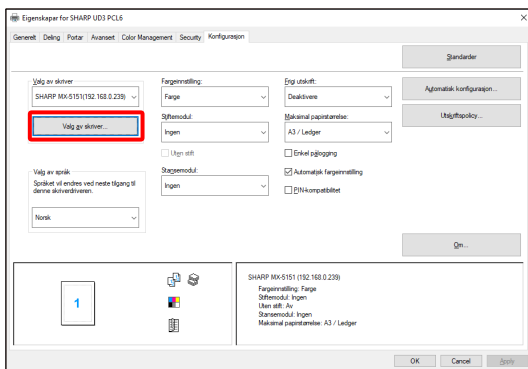 Eigenskapar for SHARP UD3 PCL6
Generelt Deling Portar Avansert Color Management Security Konfigurasjon
Standarder
Valg av skriver
SHARP MX-5151(192.168.0.239)
Valg av skriver...
Valg av språk
Språket vil endres ved neste tilgang til
denne skriverdriveren.
Norsk
Fargeinnstilling:
Farge
Stiftemodul:
Ingen
Uten stift
Stansemodul:
Ingen
Frigi utskrift:
Deaktivere
Maksimal papirstørrelse:
A3 / Ledger
Enkel pålogging
Automatisk fargeinnstilling
PIN-kompatibilitet
Automatisk konfigurasjon...
Utskriftspolicy...
Om...
1
SHARP MX-5151 (192.168.0.239)
Fargeinnstilling: Farge
Stiftemodul: Ingen
Uten stift: Av
Stansemodul: Ingen
Maksimal papirstørrelse: A3 / Ledger
OK Cancel Apply